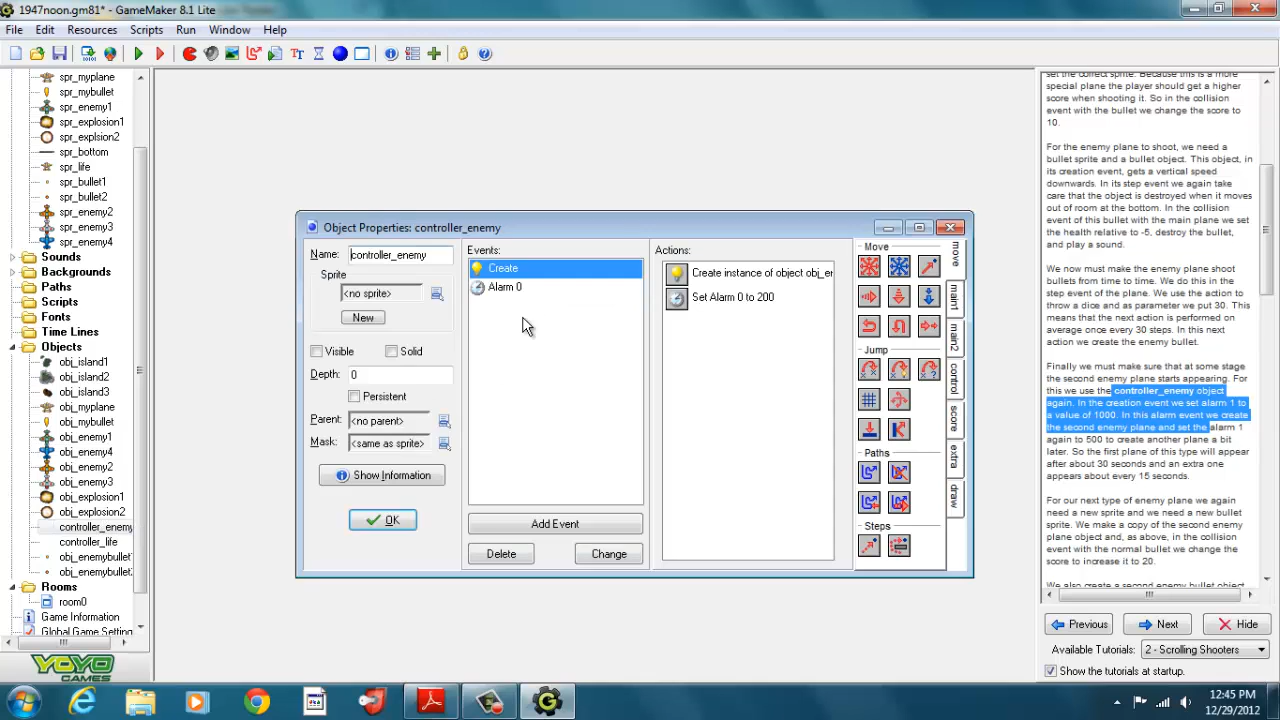 1947noon.gm81* - GameMaker 8.1 Lite
File Edit Resources Scripts Run Window Help
spr_myplane
spr_mybullet
spr_enemy1
spr_explosion1
spr_explsion2
spr_bottom
spr_life
spr_bullet1
spr_bullet2
spr_enemy2
spr_enemy3
spr_enemy4
Sounds
Backgrounds
Paths
Scripts
Fonts
Time Lines
Objects
obj_island1
obj_island2
obj_island3
obj_myplane
obj_mybullet
obj_enemy1
obj_enemy4
obj_enemy2
obj_enemy3
obj_explosion1
obj_explosion2
controller_enemy
controller_life
obj_enemybullet
obj_enemybullet
Rooms
room0
Game Information
Global Game Setting
YOYO
GAMES
Object Properties: controller_enemy
Name: controller_enemy
Sprite
<no sprite>
New
Visible Solid
Depth: 0
Persistent
Parent: <no parent>
Mask: <same as sprite>
Show Information
OK
Events:
Create
Alarm 0
Add Event
Delete Change
Actions:
Create instance of object obj_er
Set Alarm 0 to 200
Move
Jump
Paths
Steps
move
main1
main2
control
score
extra
draw
set the correct sprite. Because this is a more
special plane the player should get a higher
score when shooting it. So in the collision
event with the bullet we change the score to
10.
For the enemy plane to shoot, we need a
bullet sprite and a bullet object. This object, in
its creation event, gets a vertical speed
downwards. In its step event we again take
care that the object is destroyed when it moves
out of room at the bottom. In the collision
event of this bullet with the main plane we set
the health relative to -5, destroy the bullet,
and play a sound.
We now must make the enemy plane shoot
bullets from time to time. We do this in the
step event of the plane. We use the action to
throw a dice and as parameter we put 30. This
means that the next action is performed on
average once every 30 steps. In this next
action we create the enemy bullet.
Finally we must make sure that at some stage
the second enemy plane starts appearing. For
this we use the controller_enemy object
again. In the creation event we set alarm 1 to
a value of 1000. In this alarm event we create
the second enemy plane and set the alarm 1
again to 500 to create another plane a bit
later. So the first plane of this type will appear
after about 30 seconds and an extra one
appears about every 15 seconds.
For our next type of enemy plane we again
need a new sprite and we need a new bullet
sprite. We make a copy of the second enemy
plane object and, as above, in the collision
event with the normal bullet we change the
score to increase it to 20.
We also create a second enemy bullet object
Previous Next Hide
Available Tutorials: 2 - Scrolling Shooters
Show the tutorials at startup.
12:45 PM
12/29/2012